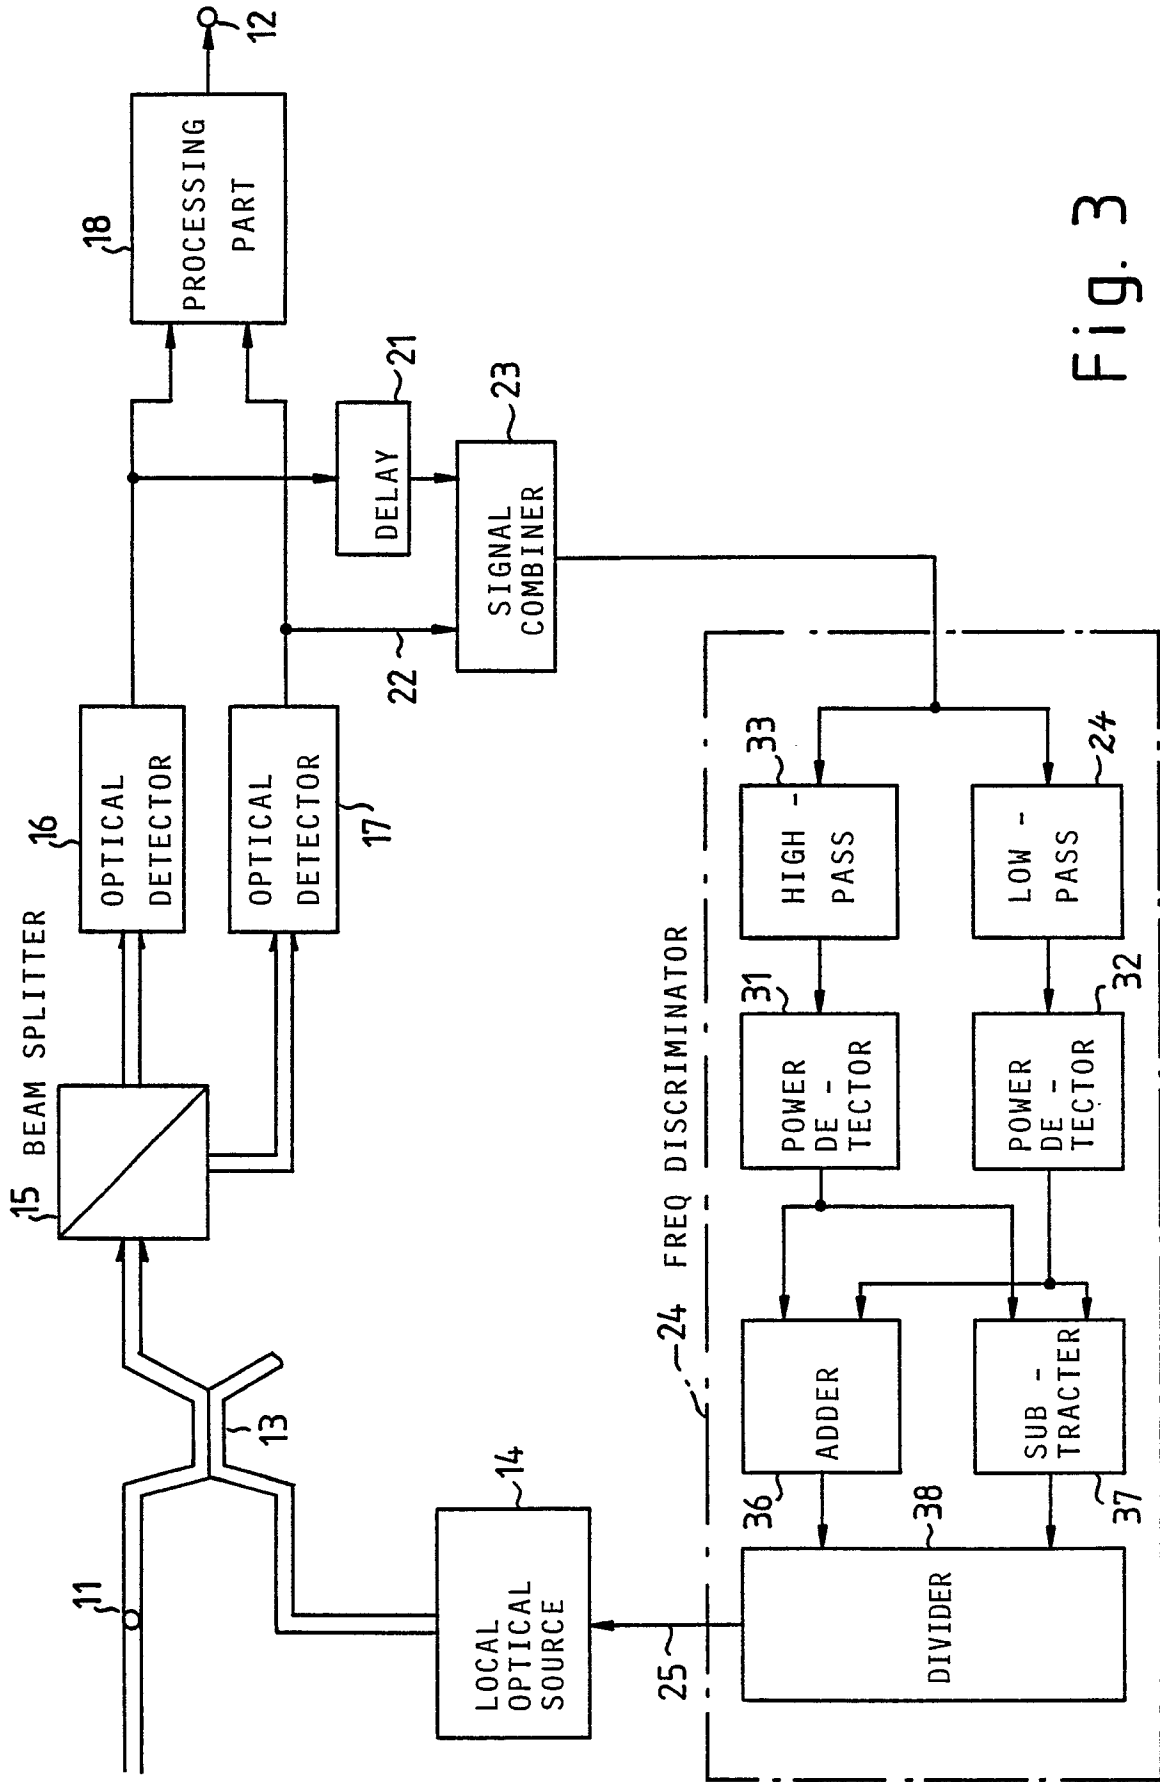 11
13
15 BEAM SPLITTER
16
OPTICAL
DETECTOR
OPTICAL
DETECTOR
17
18
PROCESSING
PART
12
14
LOCAL
OPTICAL
SOURCE
22
DELAY
21
SIGNAL
COMBINER
23
25
24 FREQ DISCRIMINATOR
DIVIDER
38
36
ADDER
SUB -
TRACTER
37
31
POWER
DE -
TECTOR
POWER
DE -
TECTOR
32
33
HIGH -
PASS
LOW -
PASS
24
Fig. 3